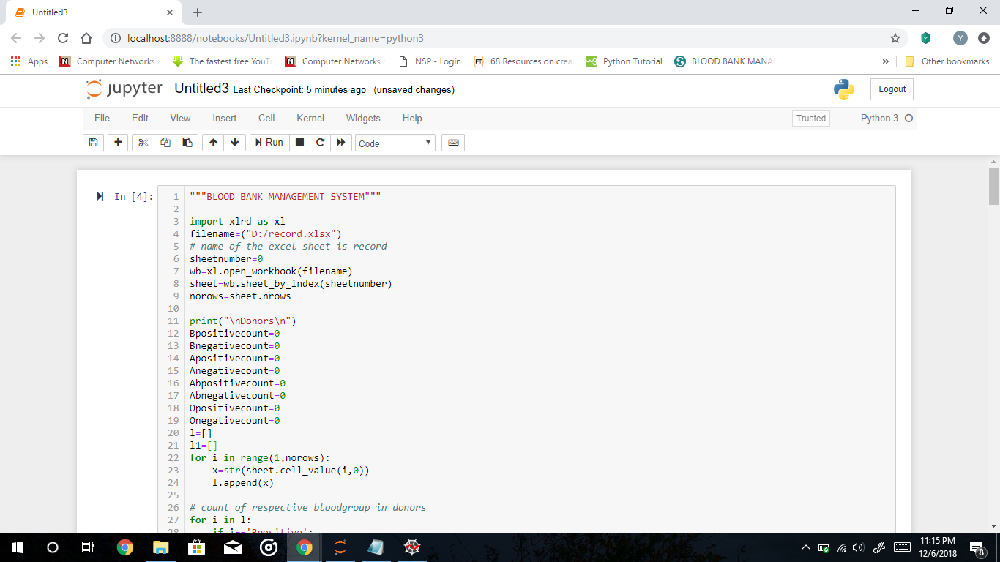 Untitled3
localhost:8888/notebooks/Untitled3.ipynb?kernel_name=python3
Y
Apps Computer Networks The fastest free YouT Computer Networks NSP - Login 68 Resources on crea Python Tutorial BLOOD BANK MANA » Other bookmarks
jupyter Untitled3 Last Checkpoint: 5 minutes ago (unsaved changes)
Logout
File Edit View Insert Cell Kernel Widgets Help
Trusted Python 3
Run Code
In [4]:
1 """BLOOD BANK MANAGEMENT SYSTEM"""
2
3 import xlrd as xl
4 filename=("D:/record.xlsx")
5 # name of the excel sheet is record
6 sheetnumber=0
7 wb=xl.open_workbook(filename)
8 sheet=wb.sheet_by_index(sheetnumber)
9 norows=sheet.nrows
10
11 print("\nDonors\n")
12 Bpositivecount=0
13 Bnegativecount=0
14 Apositivecount=0
15 Anegativecount=0
16 Abpositivecount=0
17 Abnegativecount=0
18 Opositivecount=0
19 Onegativecount=0
20 l=[]
21 l1=[]
22 for i in range(1,norows):
23     x=str(sheet.cell_value(i,0))
24     l.append(x)
25
26 # count of respective bloodgroup in donors
27 for i in l:
28     if i=='Bpositive':
11:15 PM
12/6/2018
8